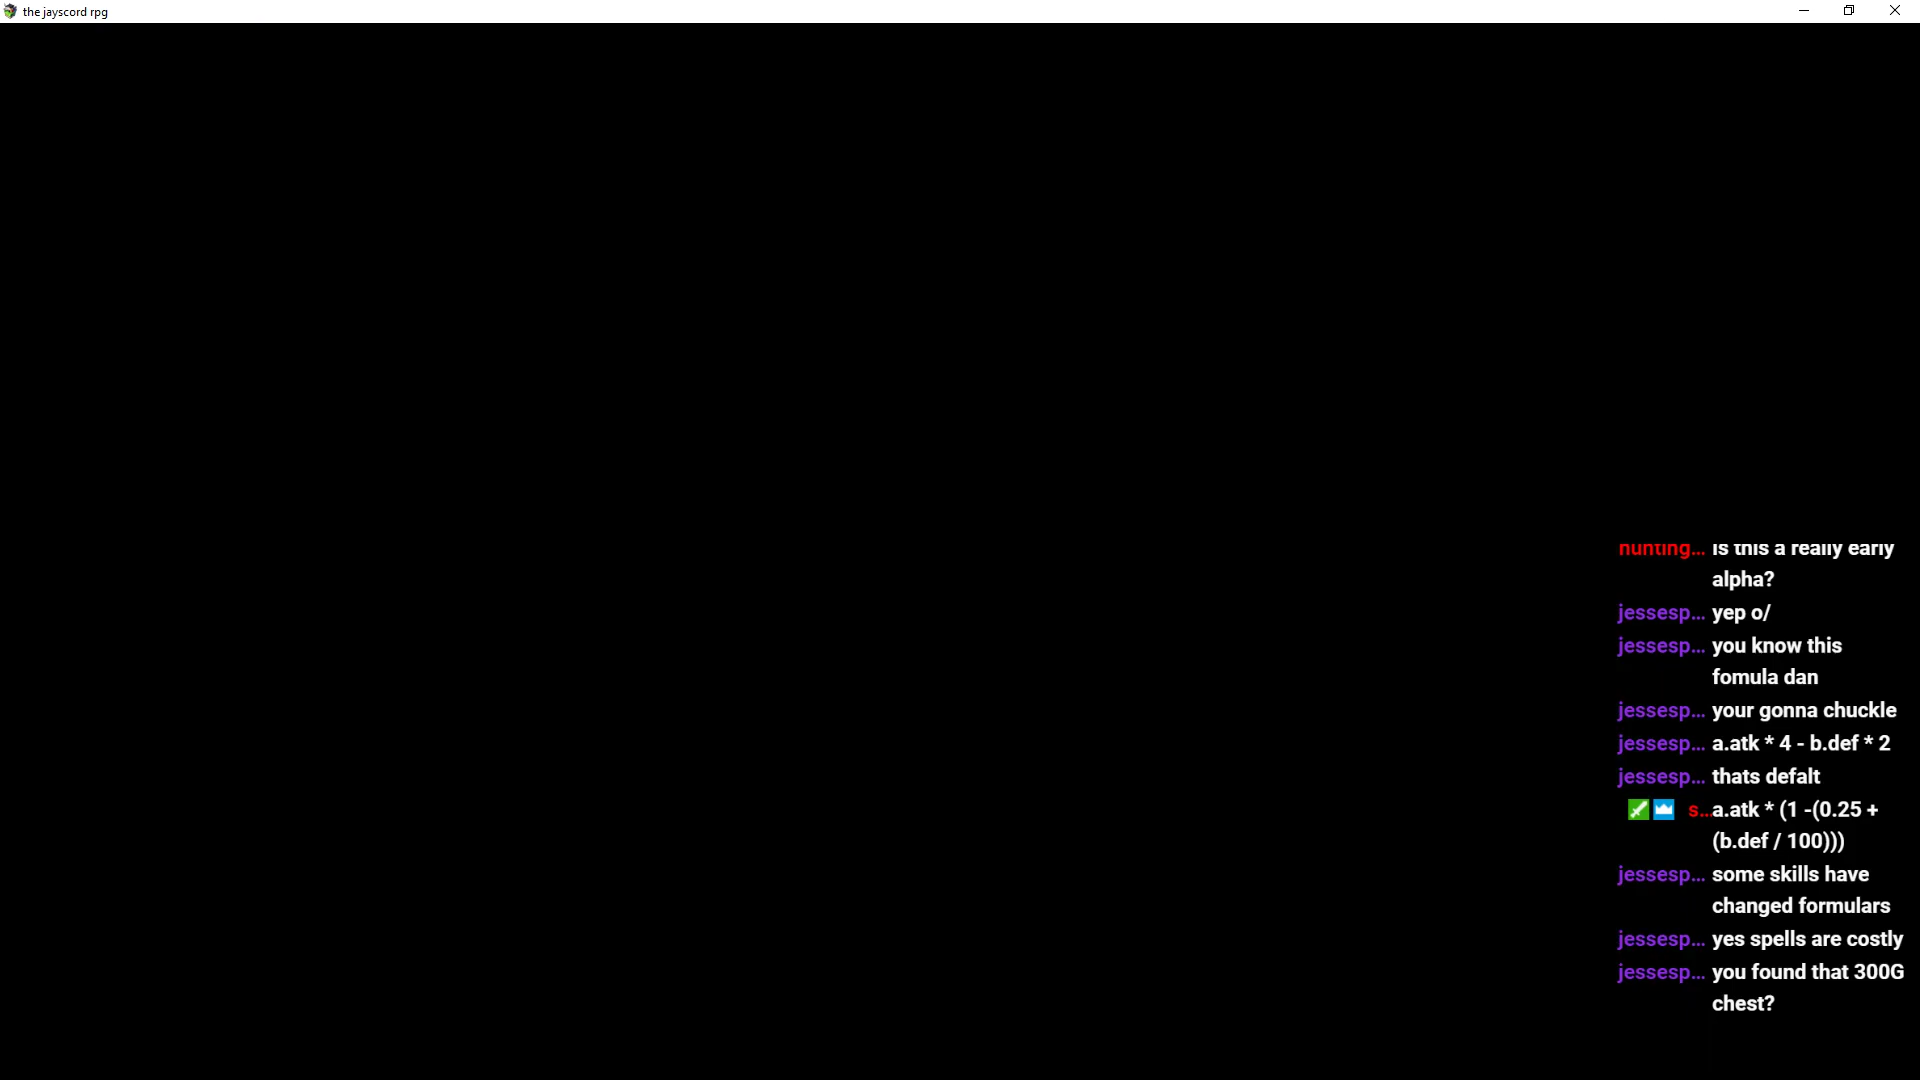 the jayscord rpg
hunting... is this a really early
alpha?
jessesp... yep o/
jessesp... you know this
fomula dan
jessesp... your gonna chuckle
jessesp... a.atk * 4 - b.def * 2
jessesp... thats defalt
s... a.atk * (1 -(0.25 +
(b.def / 100)))
jessesp... some skills have
changed formulars
jessesp... yes spells are costly
jessesp... you found that 300G
chest?